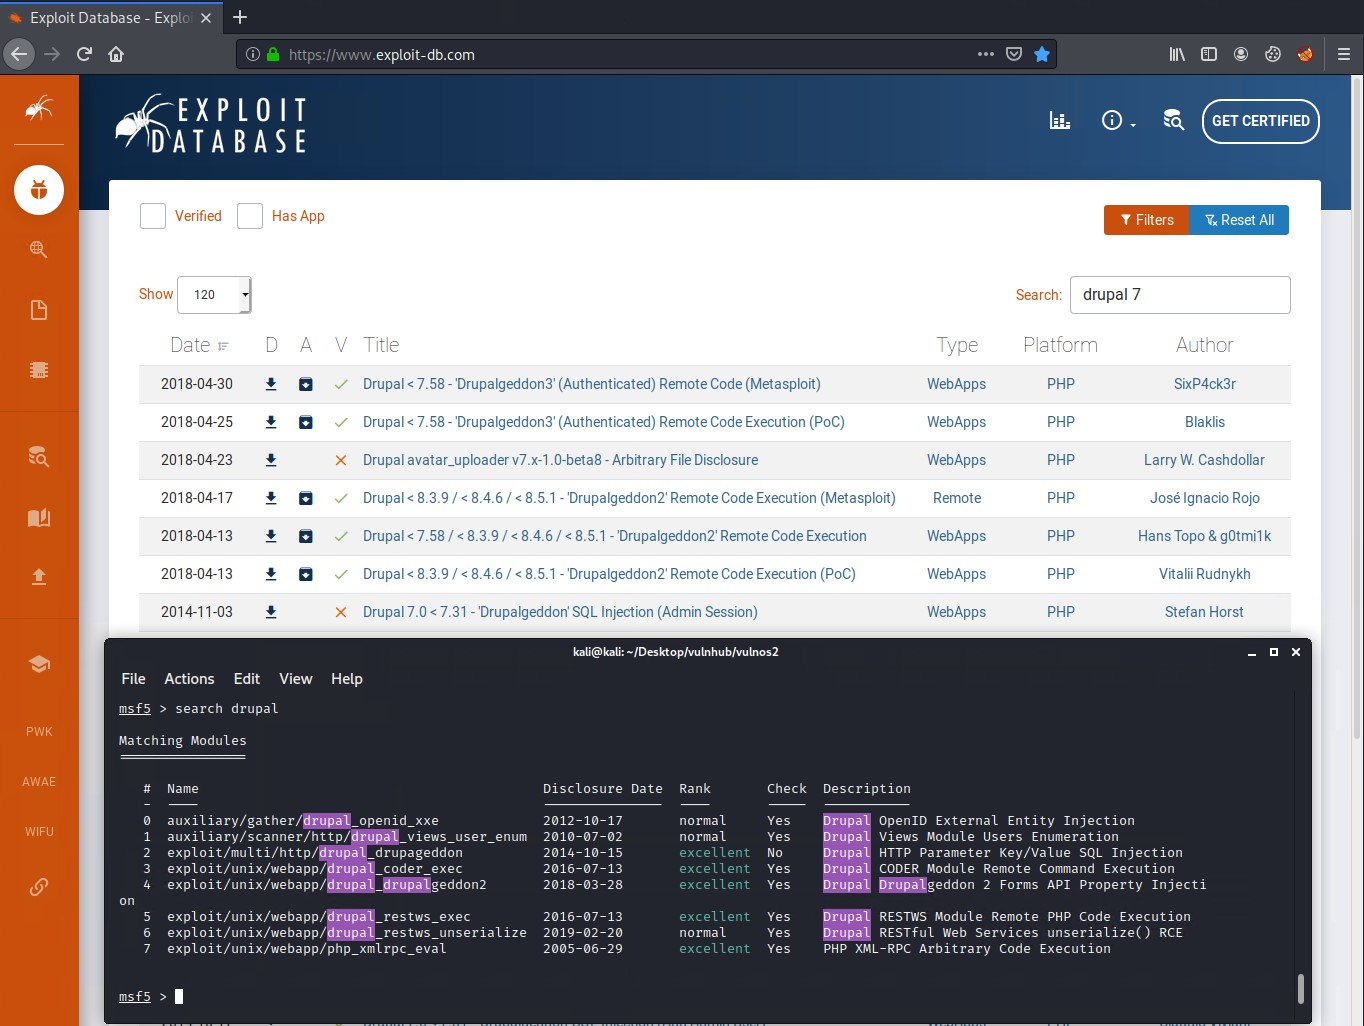 Exploit Database - Explo
https://www.exploit-db.com
EXPLOIT
DATABASE
GET CERTIFIED
Verified
Has App
Filters
Reset All
Show
120
Search:
drupal 7
Date D A V Title Type Platform Author
2018-04-30 Drupal < 7.58 - 'Drupalgeddon3' (Authenticated) Remote Code (Metasploit) WebApps PHP SixP4ck3r
2018-04-25 Drupal < 7.58 - 'Drupalgeddon3' (Authenticated) Remote Code Execution (PoC) WebApps PHP Blaklis
2018-04-23 Drupal avatar_uploader v7.x-1.0-beta8 - Arbitrary File Disclosure WebApps PHP Larry W. Cashdollar
2018-04-17 Drupal < 8.3.9 / < 8.4.6 / < 8.5.1 - 'Drupalgeddon2' Remote Code Execution (Metasploit) Remote PHP José Ignacio Rojo
2018-04-13 Drupal < 7.58 / < 8.3.9 / < 8.4.6 / < 8.5.1 - 'Drupalgeddon2' Remote Code Execution WebApps PHP Hans Topo & g0tmi1k
2018-04-13 Drupal < 8.3.9 / < 8.4.6 / < 8.5.1 - 'Drupalgeddon2' Remote Code Execution (PoC) WebApps PHP Vitalii Rudnykh
2014-11-03 Drupal 7.0 < 7.31 - 'Drupalgeddon' SQL Injection (Admin Session) WebApps PHP Stefan Horst
PWK
AWAE
WIFU
kali@kali: ~/Desktop/vulnhub/vulnos2
File Actions Edit View Help
msf5 > search drupal
Matching Modules
================
# Name Disclosure Date Rank Check Description
- ---- --------------- ---- ----- -----------
0 auxiliary/gather/drupal_openid_xxe 2012-10-17 normal Yes Drupal OpenID External Entity Injection
1 auxiliary/scanner/http/drupal_views_user_enum 2010-07-02 normal Yes Drupal Views Module Users Enumeration
2 exploit/multi/http/drupal_drupageddon 2014-10-15 excellent No Drupal HTTP Parameter Key/Value SQL Injection
3 exploit/unix/webapp/drupal_coder_exec 2016-07-13 excellent Yes Drupal CODER Module Remote Command Execution
4 exploit/unix/webapp/drupal_drupalgeddon2 2018-03-28 excellent Yes Drupal Drupalgeddon 2 Forms API Property Injecti
on
5 exploit/unix/webapp/drupal_restws_exec 2016-07-13 excellent Yes Drupal RESTWS Module Remote PHP Code Execution
6 exploit/unix/webapp/drupal_restws_unserialize 2019-02-20 normal Yes Drupal RESTful Web Services unserialize() RCE
7 exploit/unix/webapp/php_xmlrpc_eval 2005-06-29 excellent Yes PHP XML-RPC Arbitrary Code Execution
msf5 >